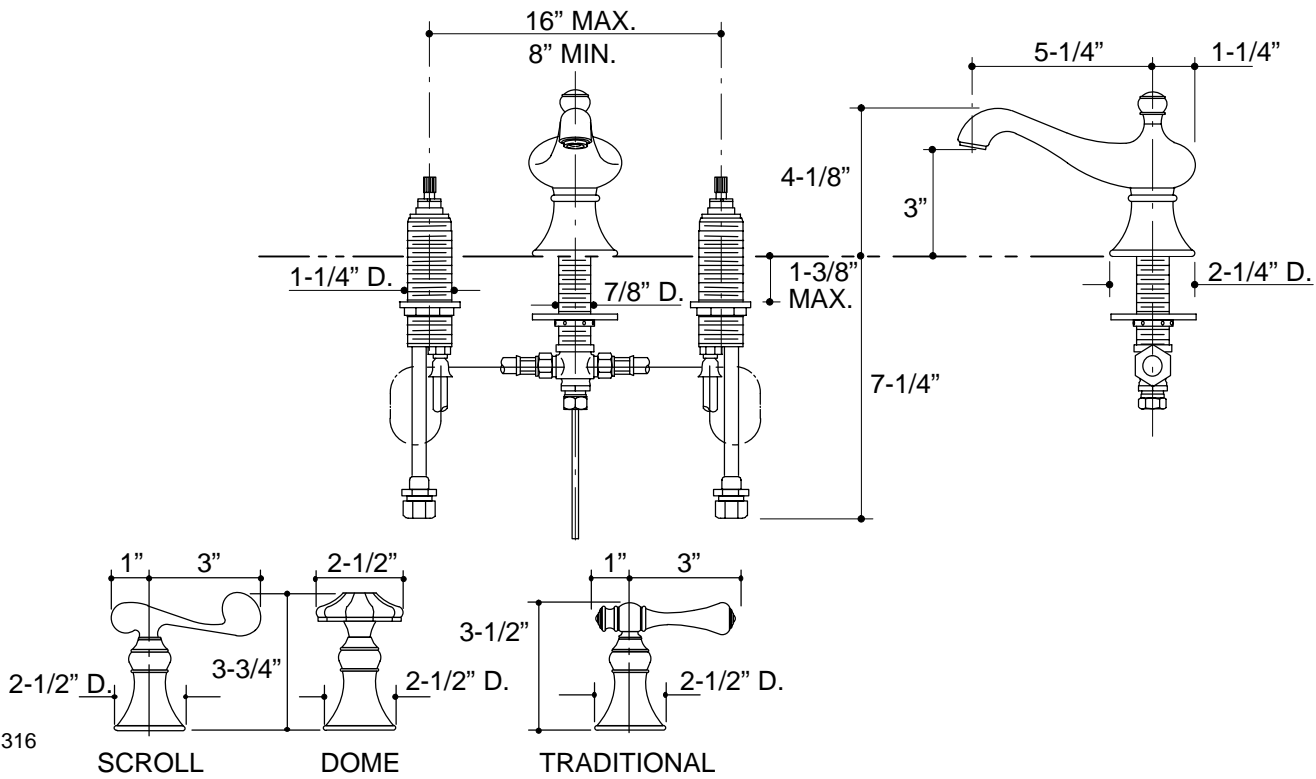 16” MAX.
8” MIN.
5-1/4”
1-1/4”
4-1/8”
3”
1-1/4” D.
7/8” D.
1-3/8”
MAX.
2-1/4” D.
7-1/4”
1”
3”
2-1/2”
1”
3”
3-1/2”
3-3/4”
2-1/2” D.
2-1/2” D.
2-1/2” D.
316
SCROLL
DOME
TRADITIONAL